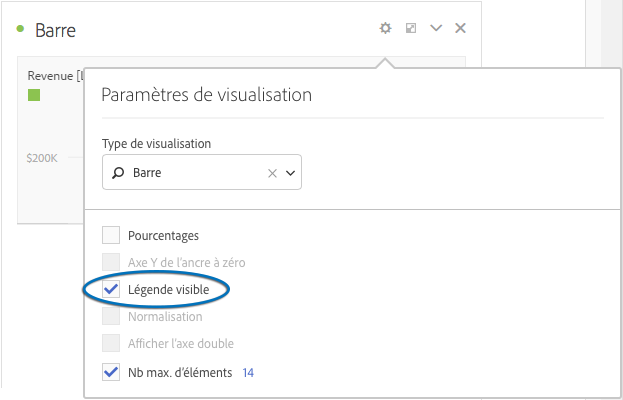 Barre
Revenue [L
$200K
Paramètres de visualisation
Type de visualisation
Barre
Pourcentages
Axe Y de l'ancre à zéro
Légende visible
Normalisation
Afficher l'axe double
Nb max. d'éléments 14